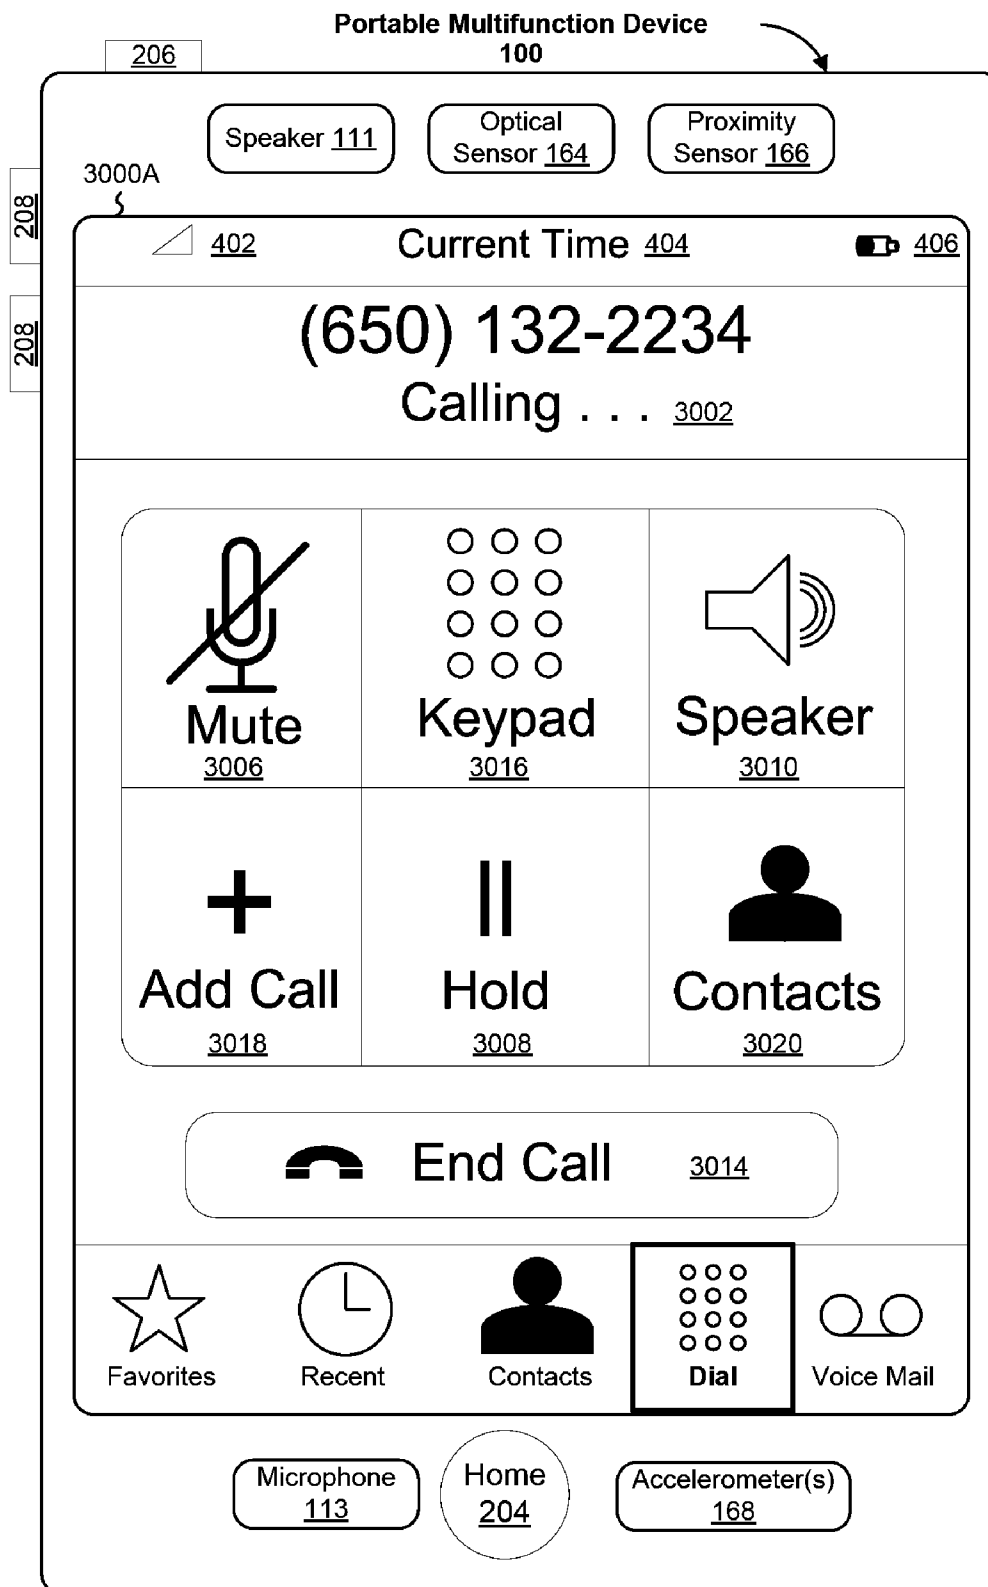 Portable Multifunction Device
100
206
Speaker 111
Optical
Sensor 164
Proximity
Sensor 166
3000A
208
208
402
Current Time 404
406
(650) 132-2234
Calling . . . 3002
Mute
3006
Keypad
3016
Speaker
3010
Add Call
3018
Hold
3008
Contacts
3020
End Call 3014
Favorites
Recent
Contacts
Dial
Voice Mail
Microphone
113
Home
204
Accelerometer(s)
168